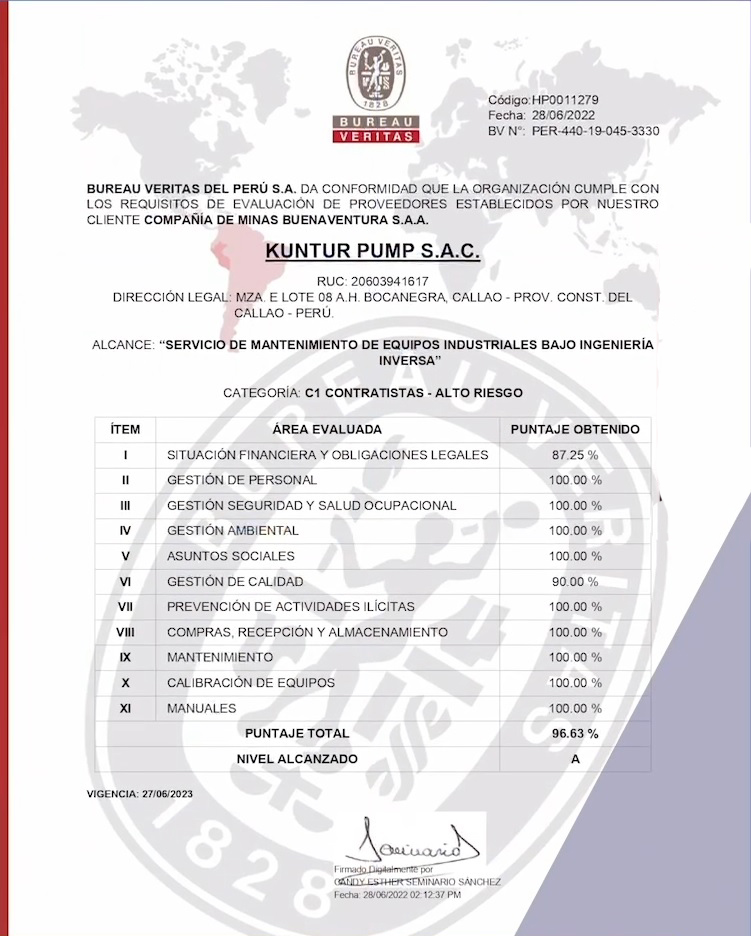 BUREAU VERITAS
1828
BUREAU
VERITAS
Código:HP0011279
Fecha: 28/06/2022
BV N°: PER-440-19-045-3330
BUREAU VERITAS DEL PERÚ S.A. DA CONFORMIDAD QUE LA ORGANIZACIÓN CUMPLE CON
LOS REQUISITOS DE EVALUACIÓN DE PROVEEDORES ESTABLECIDOS POR NUESTRO
CLIENTE COMPAÑÍA DE MINAS BUENAVENTURA S.A.A.
KUNTUR PUMP S.A.C.
RUC: 20603941617
DIRECCIÓN LEGAL: MZA. E LOTE 08 A.H. BOCANEGRA, CALLAO - PROV. CONST. DEL
CALLAO - PERÚ.
ALCANCE: “SERVICIO DE MANTENIMIENTO DE EQUIPOS INDUSTRIALES BAJO INGENIERÍA
INVERSA”
CATEGORÍA: C1 CONTRATISTAS - ALTO RIESGO
ÍTEM ÁREA EVALUADA PUNTAJE OBTENIDO
I SITUACIÓN FINANCIERA Y OBLIGACIONES LEGALES 87.25 %
II GESTIÓN DE PERSONAL 100.00 %
III GESTIÓN SEGURIDAD Y SALUD OCUPACIONAL 100.00 %
IV GESTIÓN AMBIENTAL 100.00 %
V ASUNTOS SOCIALES 100.00 %
VI GESTIÓN DE CALIDAD 90.00 %
VII PREVENCIÓN DE ACTIVIDADES ILÍCITAS 100.00 %
VIII COMPRAS, RECEPCIÓN Y ALMACENAMIENTO 100.00 %
IX MANTENIMIENTO 100.00 %
X CALIBRACIÓN DE EQUIPOS 100.00 %
XI MANUALES 100.00 %
PUNTAJE TOTAL 96.63 %
NIVEL ALCANZADO A
VIGENCIA: 27/06/2023
BUREAU VERITAS
1828
Seminario
Firmado Digitalmente por
CANDY ESTHER SEMINARIO SÁNCHEZ
Fecha: 28/06/2022 02:12:37 PM